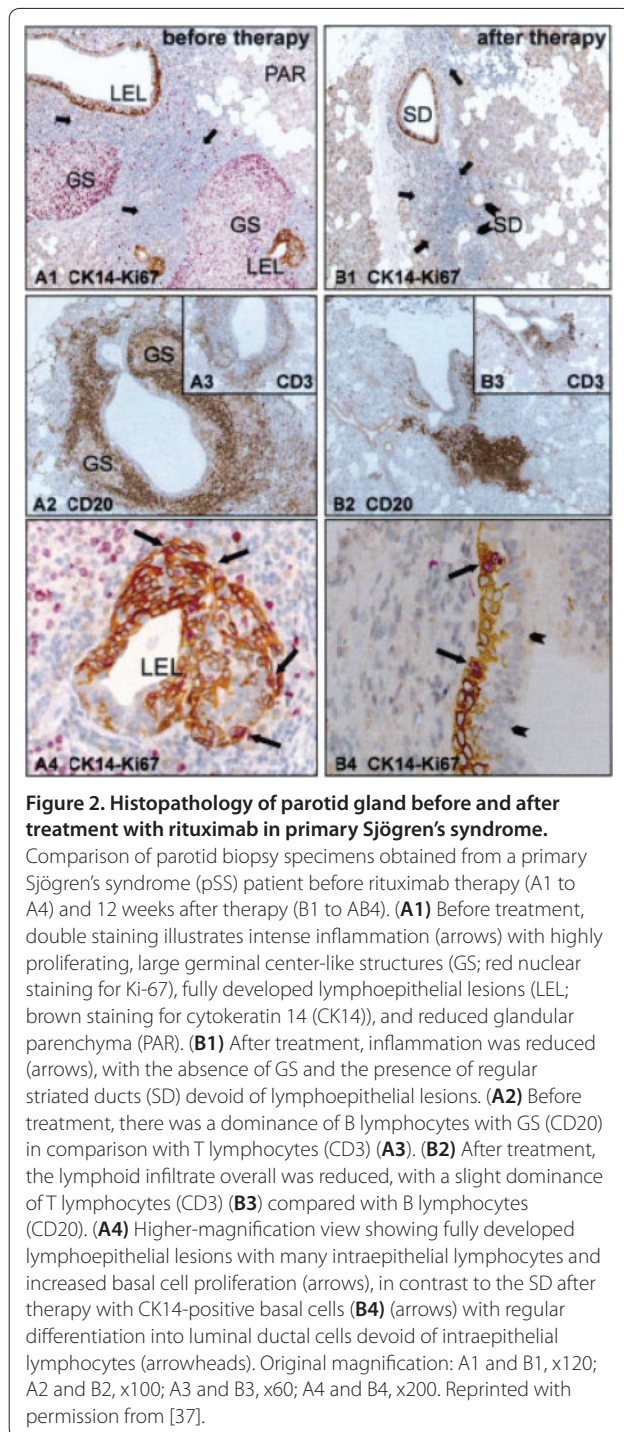 before therapy
after therapy
LEL
PAR
SD
GS
GS
LEL
SD
A1 CK14-Ki67
B1 CK14-Ki67
GS
A3
CD3
B3
CD3
GS
A2 CD20
B2 CD20
LEL
A4 CK14-Ki67
B4 CK14-Ki67
Figure 2. Histopathology of parotid gland before and after
treatment with rituximab in primary Sjögren’s syndrome.
Comparison of parotid biopsy specimens obtained from a primary
Sjögren’s syndrome (pSS) patient before rituximab therapy (A1 to
A4) and 12 weeks after therapy (B1 to AB4). (A1) Before treatment,
double staining illustrates intense inflammation (arrows) with highly
proliferating, large germinal center-like structures (GS; red nuclear
staining for Ki-67), fully developed lymphoepithelial lesions (LEL;
brown staining for cytokeratin 14 (CK14)), and reduced glandular
parenchyma (PAR). (B1) After treatment, inflammation was reduced
(arrows), with the absence of GS and the presence of regular
striated ducts (SD) devoid of lymphoepithelial lesions. (A2) Before
treatment, there was a dominance of B lymphocytes with GS (CD20)
in comparison with T lymphocytes (CD3) (A3). (B2) After treatment,
the lymphoid infiltrate overall was reduced, with a slight dominance
of T lymphocytes (CD3) (B3) compared with B lymphocytes
(CD20). (A4) Higher-magnification view showing fully developed
lymphoepithelial lesions with many intraepithelial lymphocytes and
increased basal cell proliferation (arrows), in contrast to the SD after
therapy with CK14-positive basal cells (B4) (arrows) with regular
differentiation into luminal ductal cells devoid of intraepithelial
lymphocytes (arrowheads). Original magnification: A1 and B1, x120;
A2 and B2, x100; A3 and B3, x60; A4 and B4, x200. Reprinted with
permission from [37].